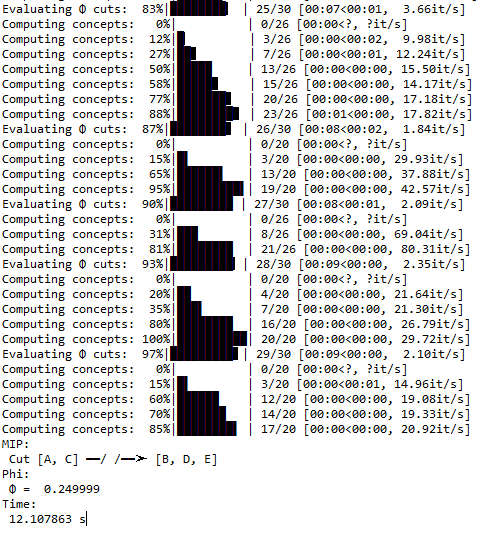 Evaluating Φ cuts:  83%|████████  | 25/30 [00:07<00:01,  3.66it/s]
Computing concepts:   0%|          | 0/26 [00:00<?, ?it/s]
Computing concepts:  12%|█         | 3/26 [00:00<00:02,  9.98it/s]
Computing concepts:  27%|██        | 7/26 [00:00<00:01, 12.24it/s]
Computing concepts:  50%|█████     | 13/26 [00:00<00:00, 15.50it/s]
Computing concepts:  58%|█████     | 15/26 [00:00<00:00, 14.17it/s]
Computing concepts:  77%|███████   | 20/26 [00:00<00:00, 17.18it/s]
Computing concepts:  88%|████████  | 23/26 [00:01<00:00, 17.82it/s]
Evaluating Φ cuts:  87%|████████  | 26/30 [00:08<00:02,  1.84it/s]
Computing concepts:   0%|          | 0/20 [00:00<?, ?it/s]
Computing concepts:  15%|█         | 3/20 [00:00<00:00, 29.93it/s]
Computing concepts:  65%|██████    | 13/20 [00:00<00:00, 37.88it/s]
Computing concepts:  95%|█████████ | 19/20 [00:00<00:00, 42.57it/s]
Evaluating Φ cuts:  90%|█████████ | 27/30 [00:08<00:01,  2.09it/s]
Computing concepts:   0%|          | 0/26 [00:00<?, ?it/s]
Computing concepts:  31%|███       | 8/26 [00:00<00:00, 69.04it/s]
Computing concepts:  81%|████████  | 21/26 [00:00<00:00, 80.31it/s]
Evaluating Φ cuts:  93%|█████████ | 28/30 [00:09<00:00,  2.35it/s]
Computing concepts:   0%|          | 0/20 [00:00<?, ?it/s]
Computing concepts:  20%|██        | 4/20 [00:00<00:00, 21.64it/s]
Computing concepts:  35%|███       | 7/20 [00:00<00:00, 21.30it/s]
Computing concepts:  80%|████████  | 16/20 [00:00<00:00, 26.79it/s]
Computing concepts: 100%|██████████| 20/20 [00:00<00:00, 29.72it/s]
Evaluating Φ cuts:  97%|█████████ | 29/30 [00:09<00:00,  2.10it/s]
Computing concepts:   0%|          | 0/20 [00:00<?, ?it/s]
Computing concepts:  15%|█         | 3/20 [00:00<00:01, 14.96it/s]
Computing concepts:  60%|██████    | 12/20 [00:00<00:00, 19.08it/s]
Computing concepts:  70%|███████   | 14/20 [00:00<00:00, 19.33it/s]
Computing concepts:  85%|████████  | 17/20 [00:00<00:00, 20.92it/s]
MIP:
 Cut [A, C] ——/ /——➤ [B, D, E]
Phi:
 Φ =  0.249999
Time:
 12.107863 s